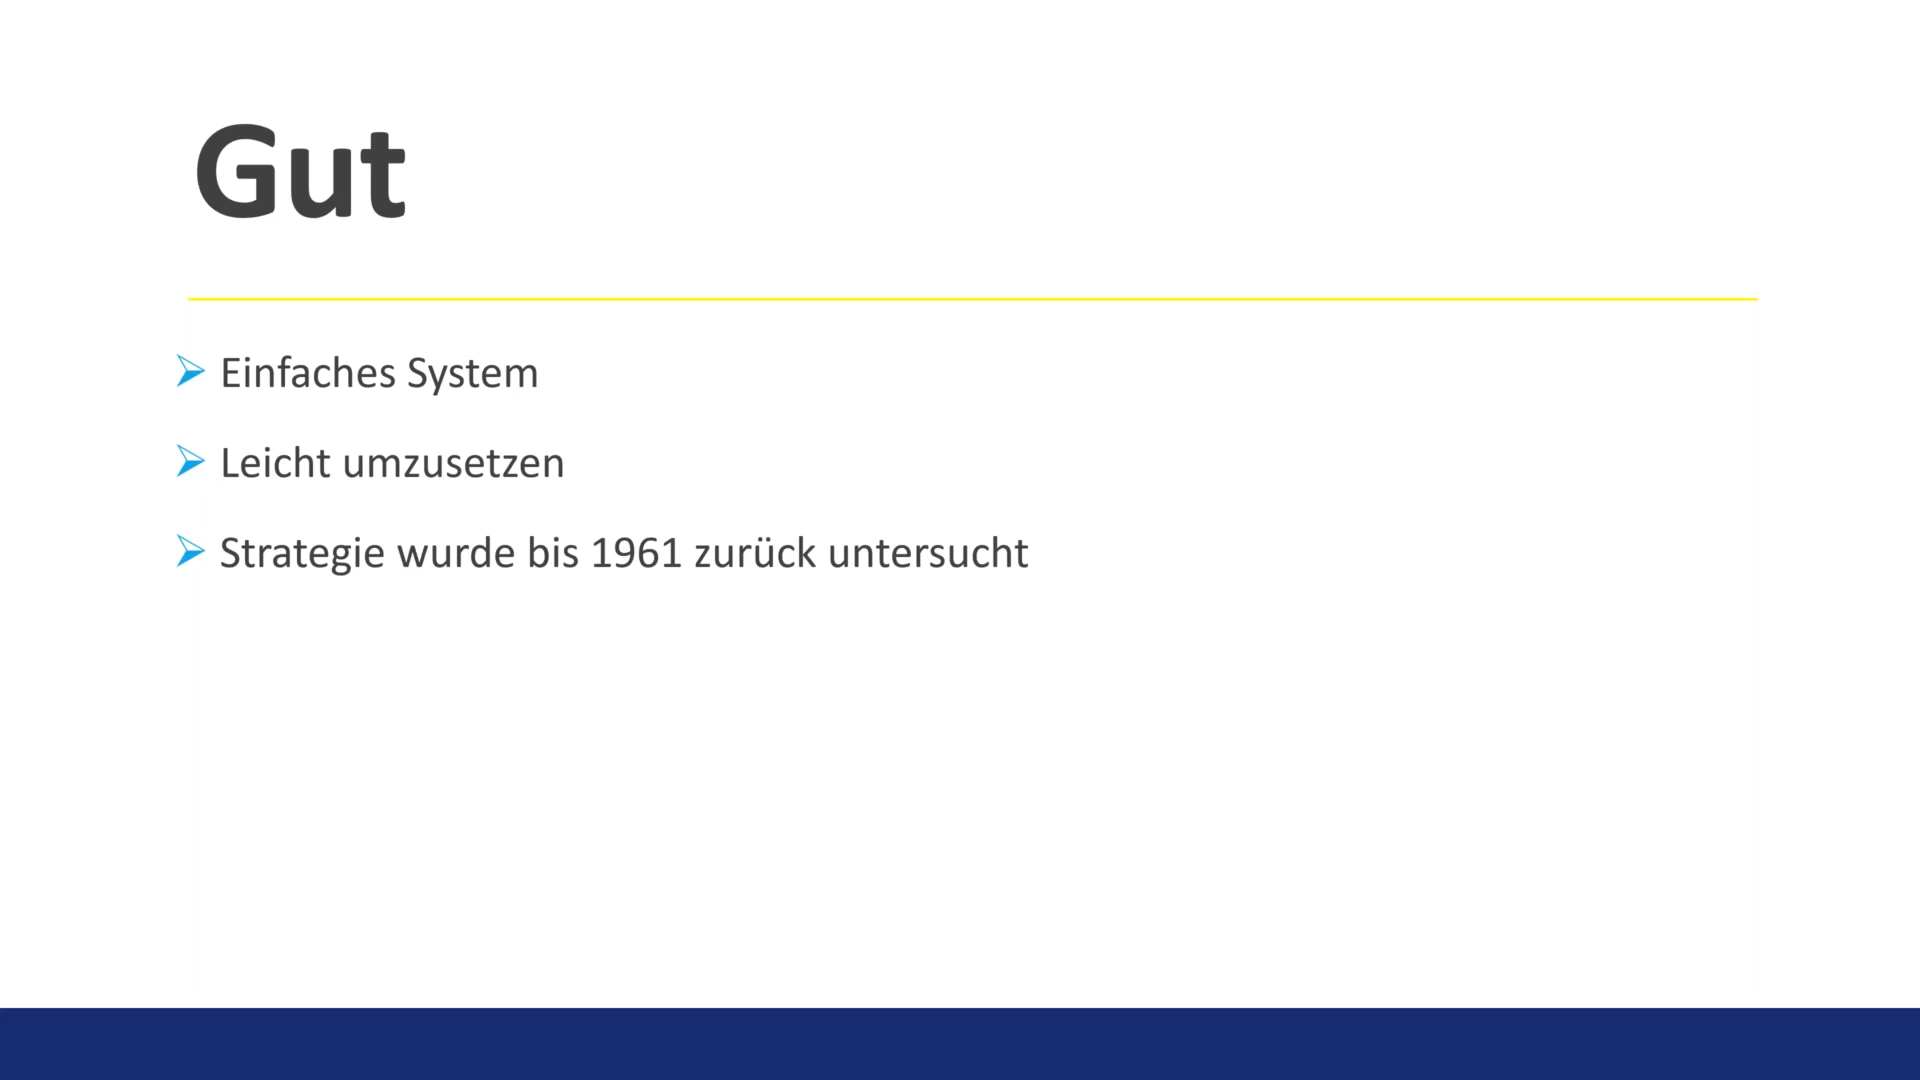 Gut
Einfaches System
Leicht umzusetzen
Strategie wurde bis 1961 zurück untersucht